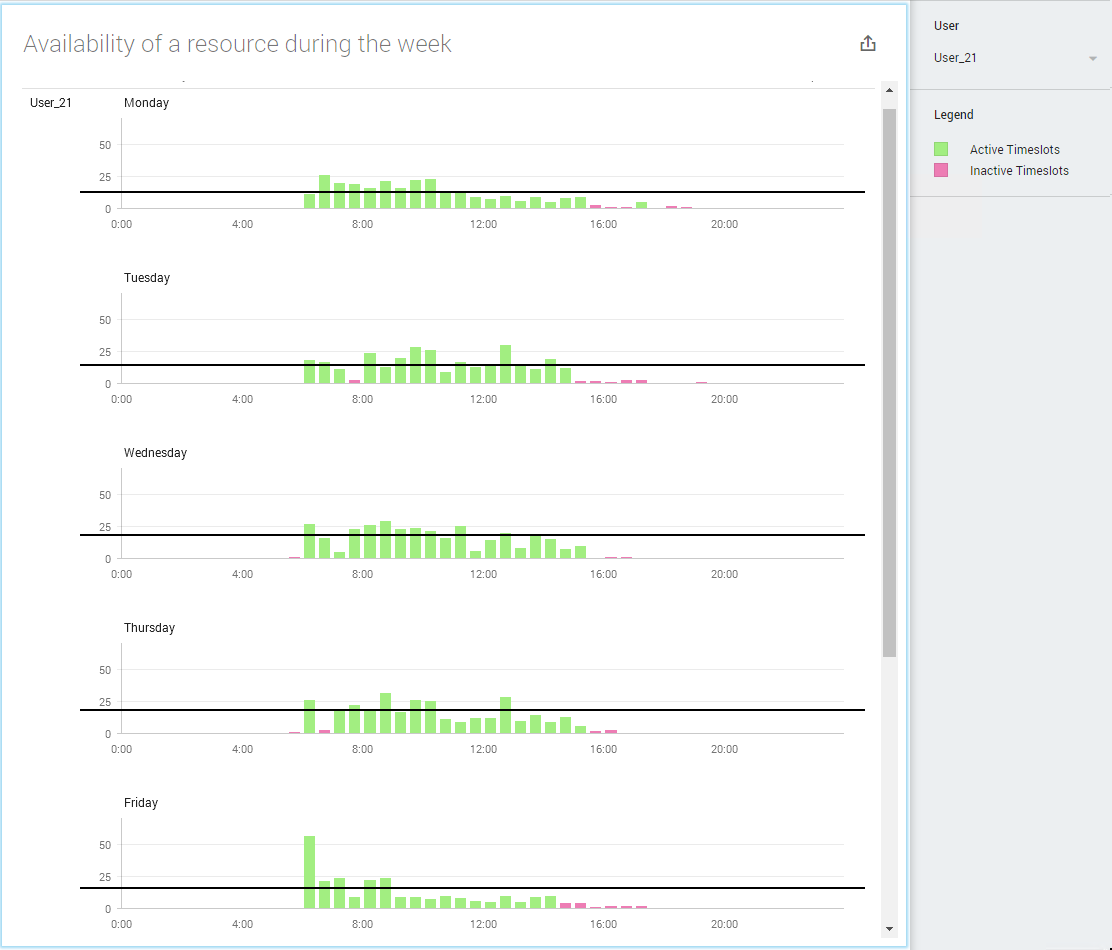 Availability of a resource during the week
User_21
Monday
50
25
0
0:00 4:00 8:00 12:00 16:00 20:00
Tuesday
50
25
0
0:00 4:00 8:00 12:00 16:00 20:00
Wednesday
50
25
0
0:00 4:00 8:00 12:00 16:00 20:00
Thursday
50
25
0
0:00 4:00 8:00 12:00 16:00 20:00
Friday
50
25
0
0:00 4:00 8:00 12:00 16:00 20:00
User
User_21
Legend
Active Timeslots
Inactive Timeslots